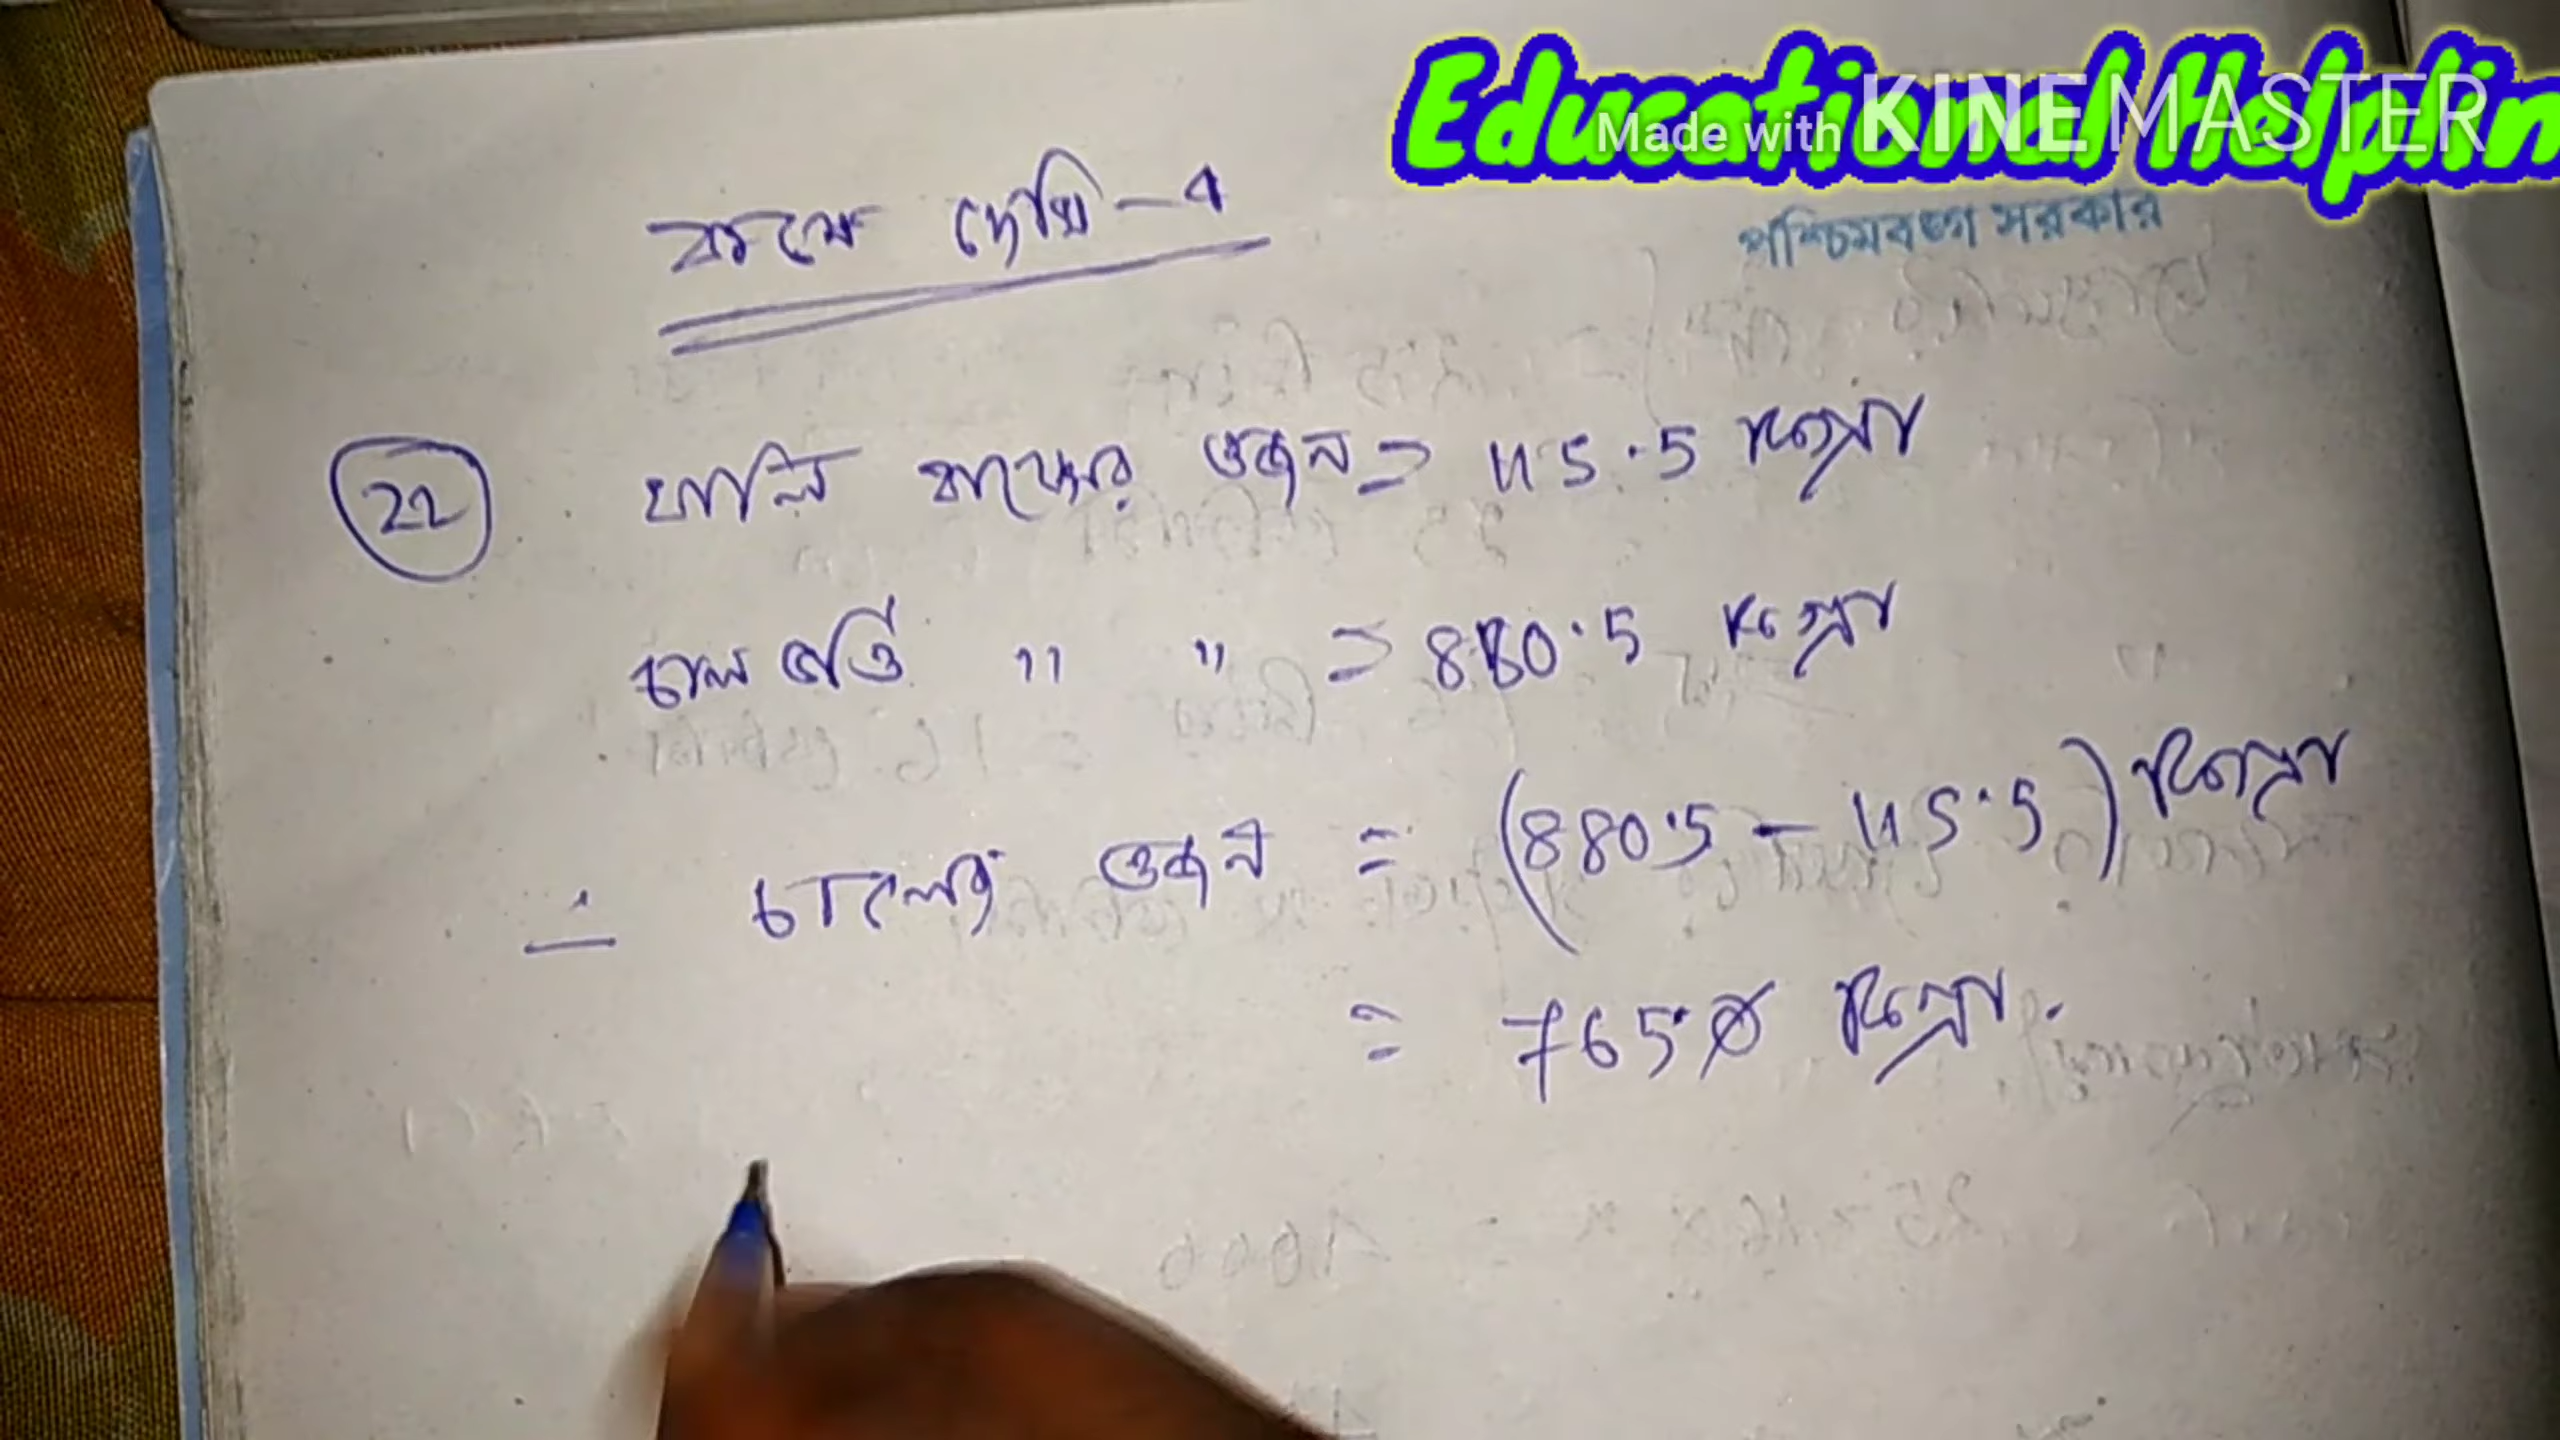 Educational Helplin
Made with KINEMASTER
পশ্চিমবঙ্গ সরকার
কষে দেখি - 4
22 খালি বাক্সের ওজন = 115.5 কিগ্রা
চাল ভর্তি " " = 880.5 কিগ্রা
∴ চালের ওজন = (880.5 - 115.5) কিগ্রা
= 765.0 কিগ্রা.